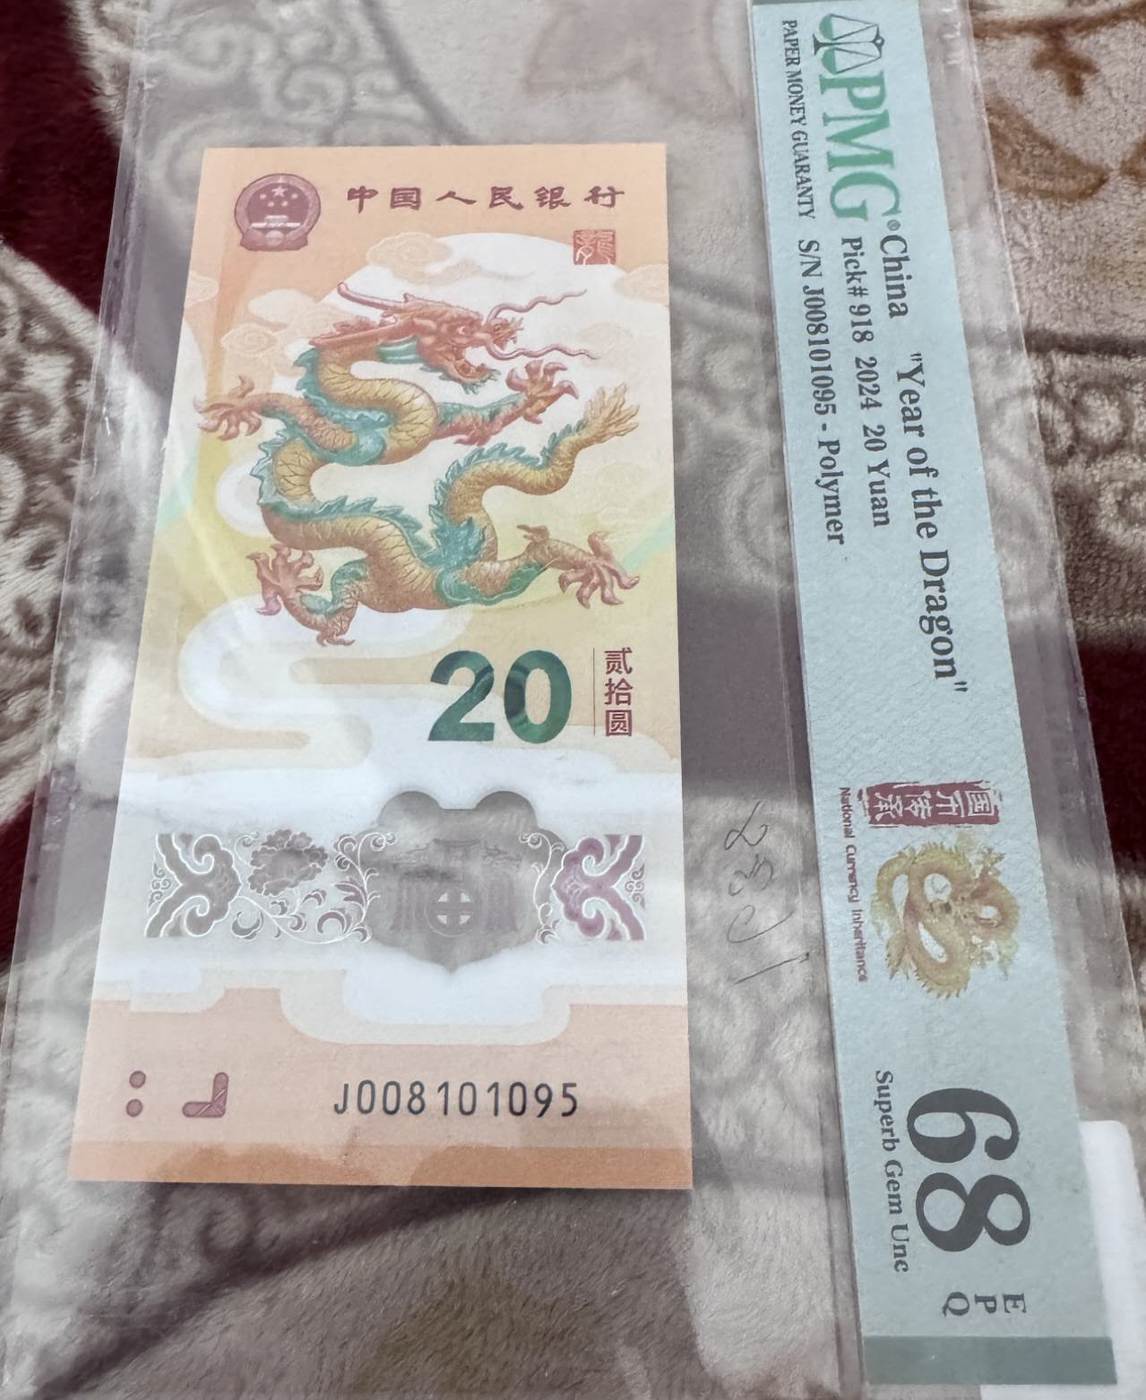 中国人民银行
龍
20
贰拾圆
J008101095
PMG®
PAPER MONEY GUARANTY
China "Year of the Dragon"
Pick# 918 2024 20 Yuan
S/N J008101095 - Polymer
国币传承
National Currency Inheritance
68
Superb Gem Unc
E
P
Q